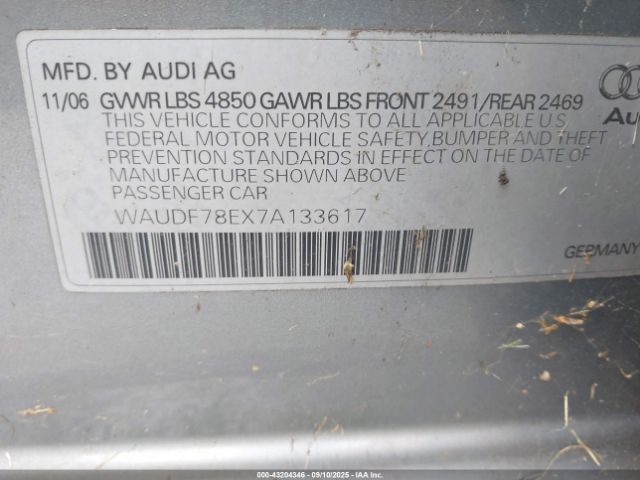 MFD. BY AUDI AG
11/06 GVWR LBS 4850 GAWR LBS FRONT 2491/REAR 2469
THIS VEHICLE CONFORMS TO ALL APPLICABLE U.S.
FEDERAL MOTOR VEHICLE SAFETY,BUMPER AND THEFT
PREVENTION STANDARDS IN EFFECT ON THE DATE OF
MANUFACTURE SHOWN ABOVE
PASSENGER CAR
WAUDF78EX7A133617
GERMANY
000-43204346 - 09/10/2025 - Copyright IAA